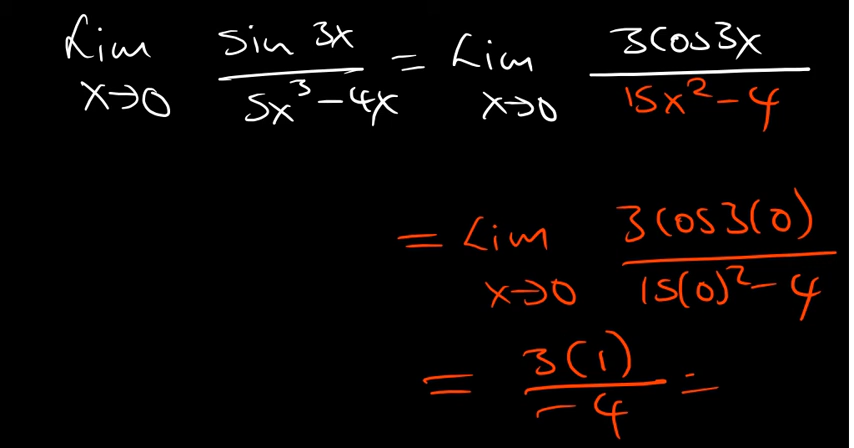 Lim x→0 sin 3x / 5x³ - 4x = Lim x→0 3cos3x / 15x² - 4
= Lim x→0 3cos3(0) / 15(0)² - 4
= 3(1) / -4 =